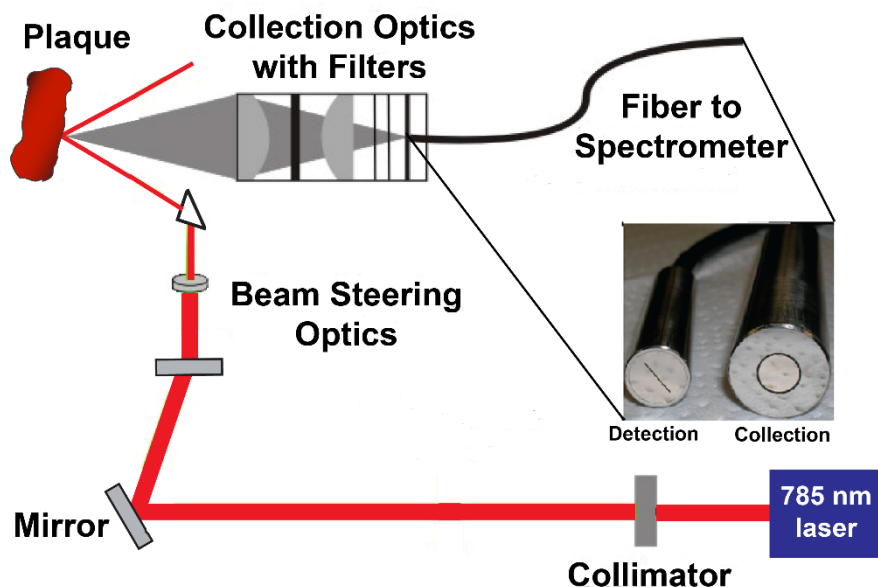 Plaque
Collection Optics
with Filters
Fiber to
Spectrometer
Beam Steering
Optics
Detection
Collection
785 nm
laser
Mirror
Collimator